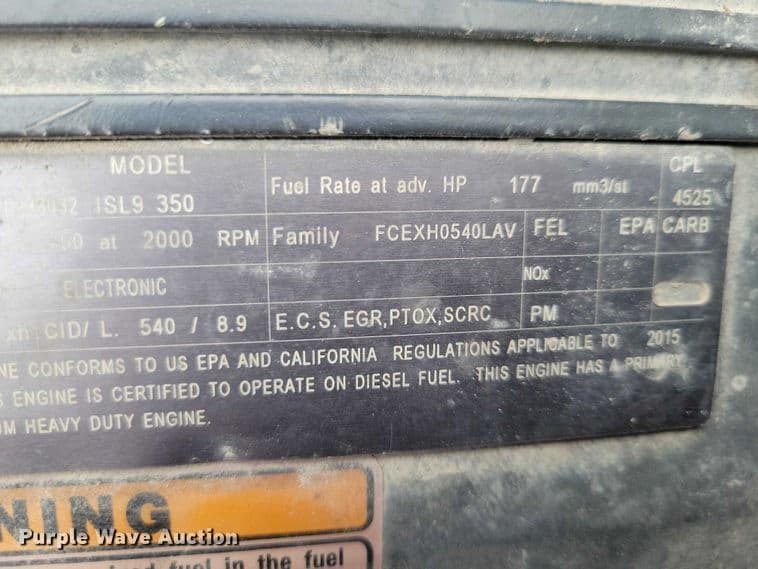 MODEL
ISL9 350
at 2000 RPM
ELECTRONIC
CID/ L. 540 / 8.9
Fuel Rate at adv. HP 177 mm3/st
Family FCEXH0540LAV
E.C.S. EGR,PTOX,SCRC
FEL EPA CARB
NOx
PM
CPL
4525
NE CONFORMS TO US EPA AND CALIFORNIA REGULATIONS APPLICABLE TO 2015
S ENGINE IS CERTIFIED TO OPERATE ON DIESEL FUEL. THIS ENGINE HAS A PRIMARY
UM HEAVY DUTY ENGINE.
NING
Purple Wave Auction
fuel in the fuel